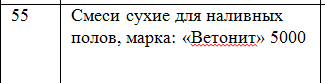 55
Смеси сухие для наливных
полов, марка: «Ветонит» 5000